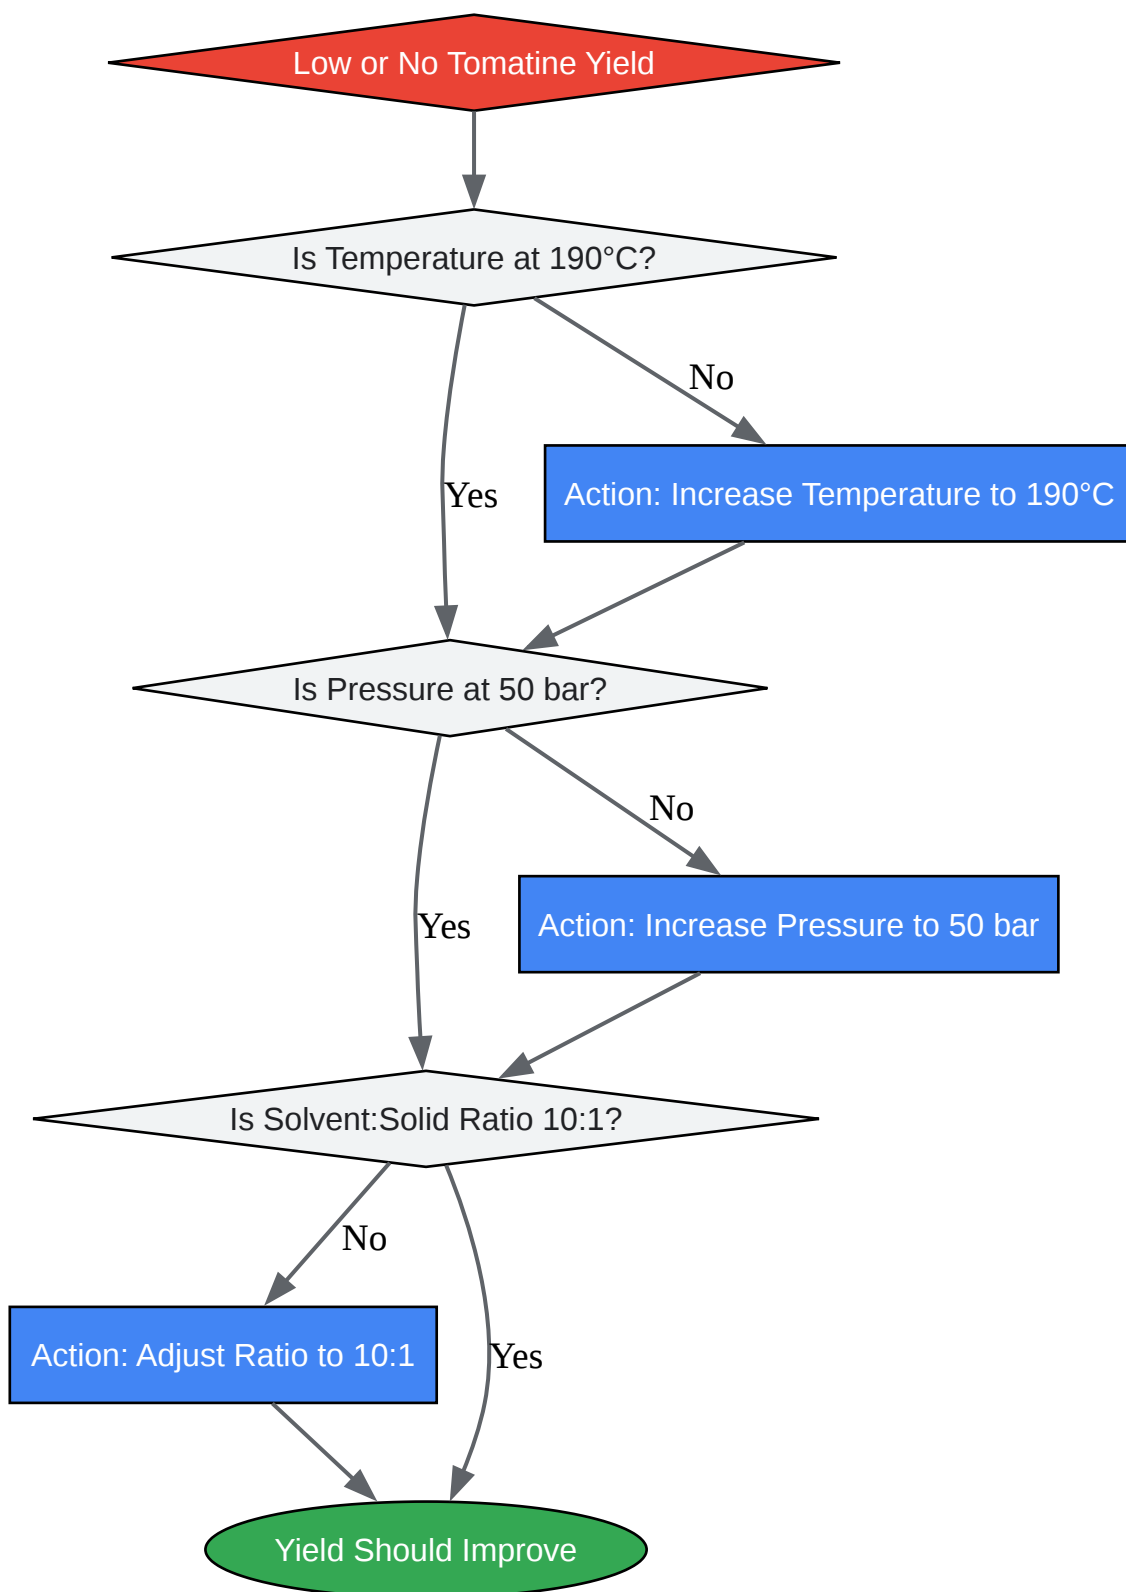 Low or No Tomatine Yield
Is Temperature at 190°C?
No
Yes
Action: Increase Temperature to 190°C
Is Pressure at 50 bar?
No
Yes
Action: Increase Pressure to 50 bar
Is Solvent:Solid Ratio 10:1?
No
Action: Adjust Ratio to 10:1
Yes
Yield Should Improve